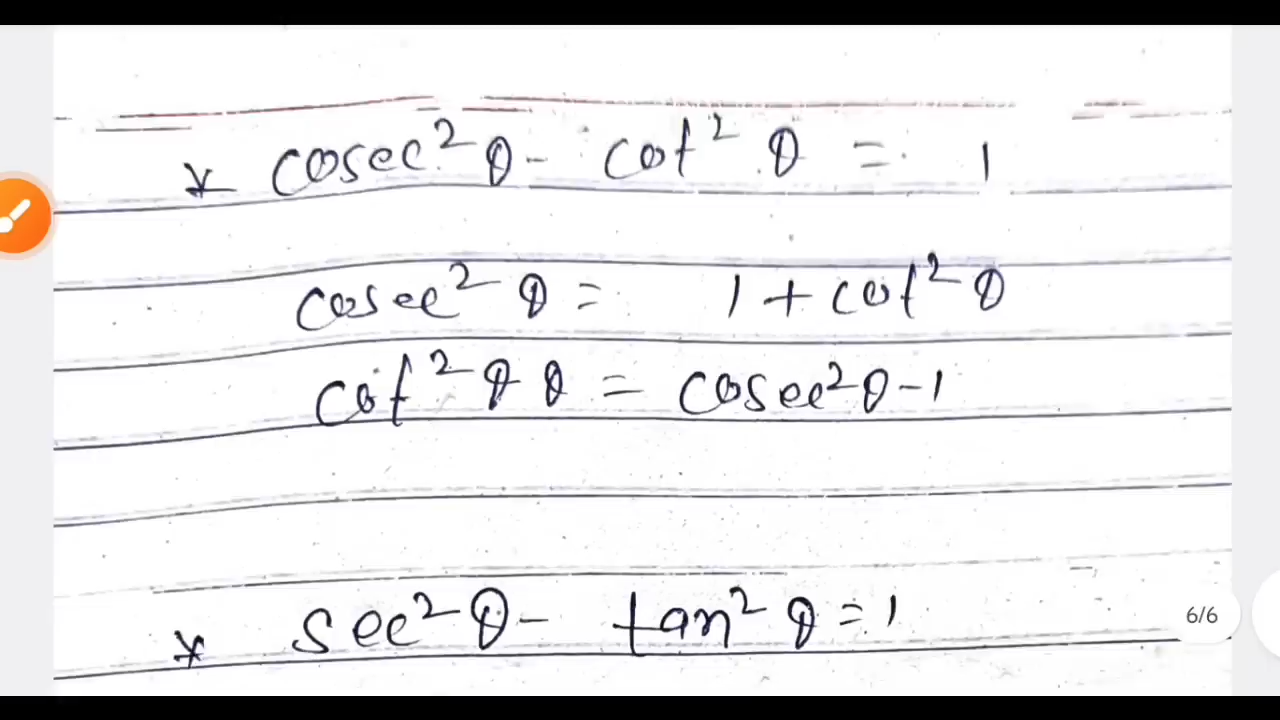 * cosec²θ - cot²θ = 1
cosec²θ = 1 + cot²θ
cot²θ θ = cosec²θ - 1
* sec²θ - tan²θ = 1
6/6